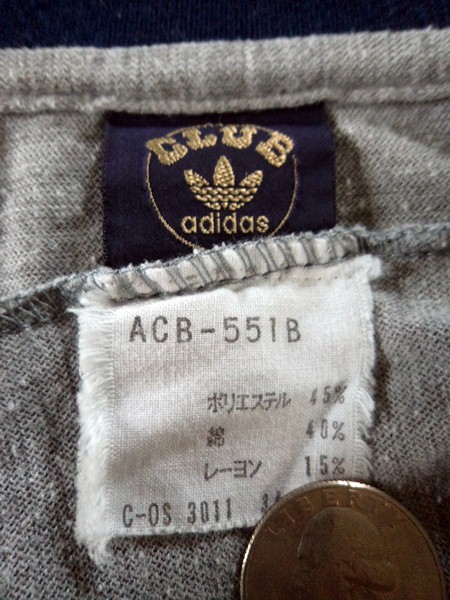 CLUB
adidas
ACB-551B
ポリエステル 45%
綿 40%
レーヨン 15%
C-OS 3011
LIBERTY